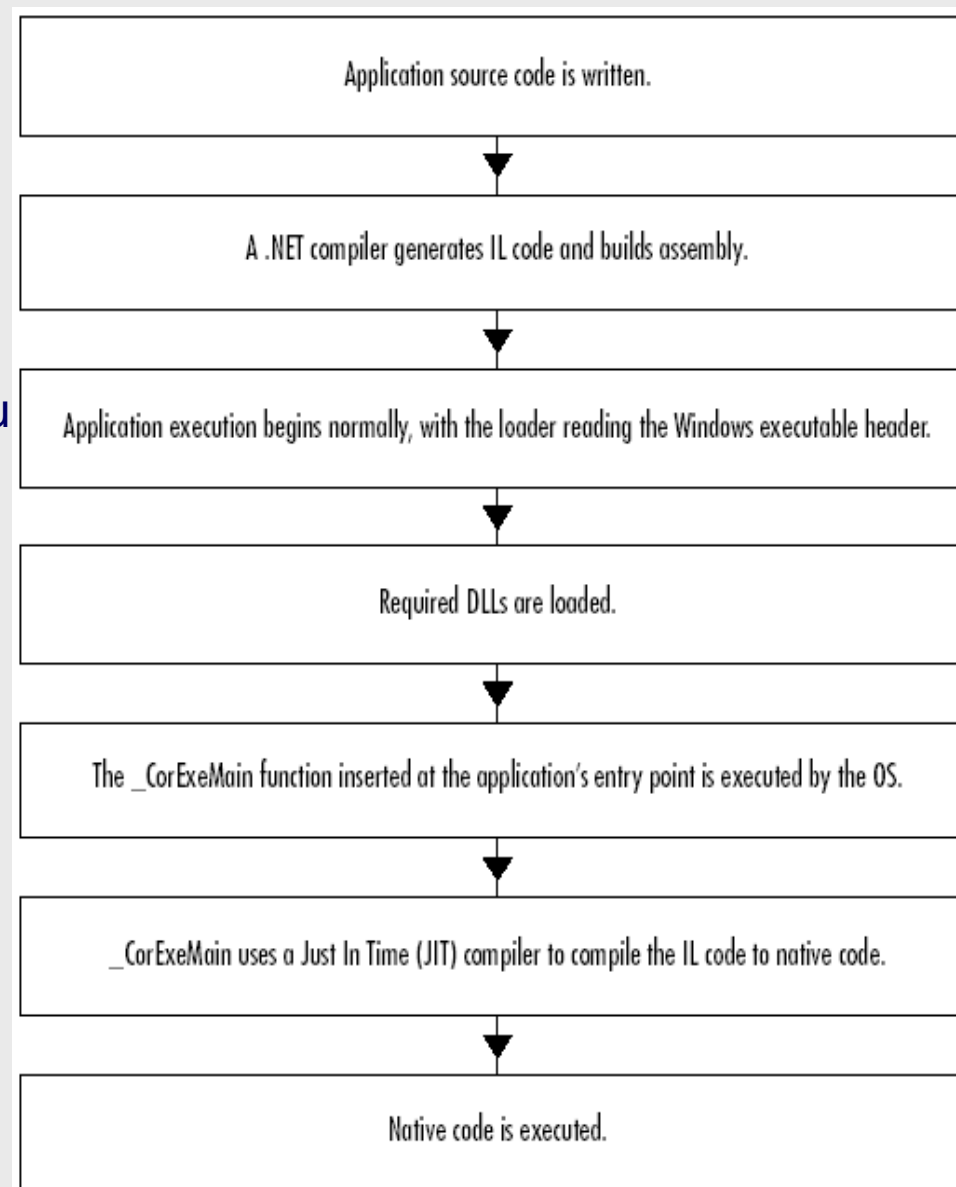 Application source code is written.
A .NET compiler generates IL code and builds assembly.
Application execution begins normally, with the loader reading the Windows executable header.
Required DLLs are loaded.
The _CorExeMain function inserted at the application's entry point is executed by the OS.
_CorExeMain uses a Just In Time (JIT) compiler to compile the IL code to native code.
Native code is executed.